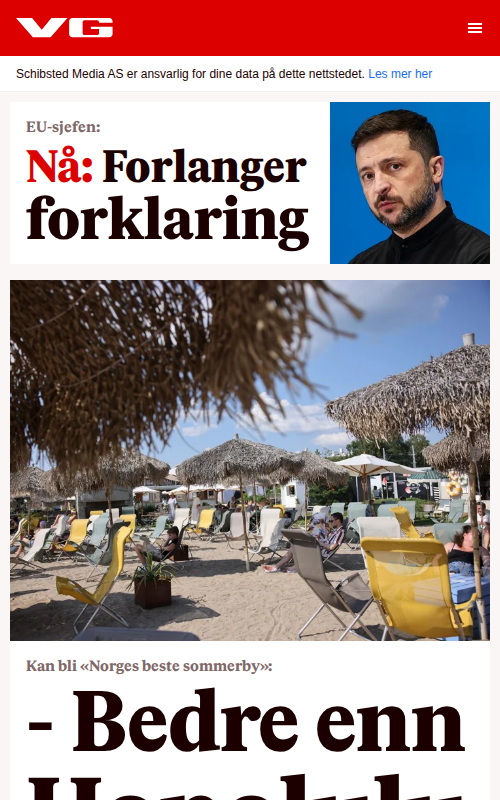 VG
Schibsted Media AS er ansvarlig for dine data på dette nettstedet. Les mer her
EU-sjefen:
Nå: Forlanger
forklaring
Kan bli «Norges beste sommerby»:
- Bedre enn
Honolulu